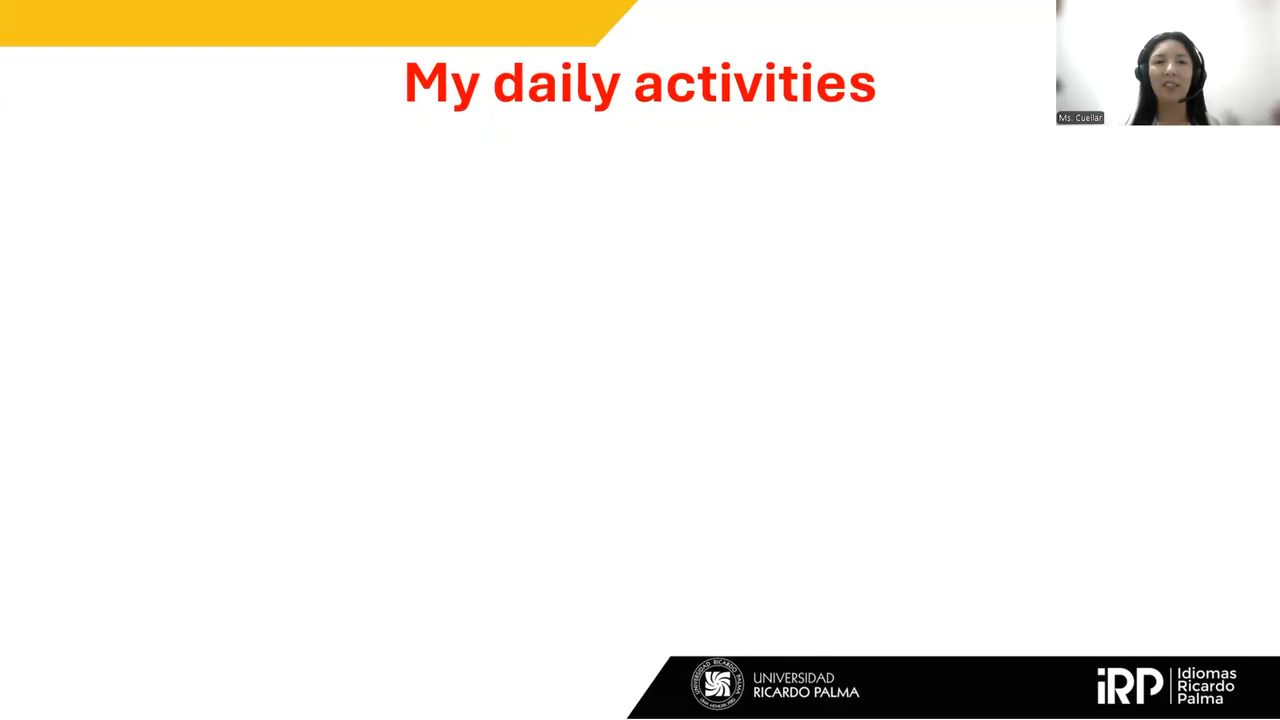 My daily activities
Ms. Cuellar
UNIVERSIDAD
RICARDO PALMA
iRP
Idiomas
Ricardo
Palma